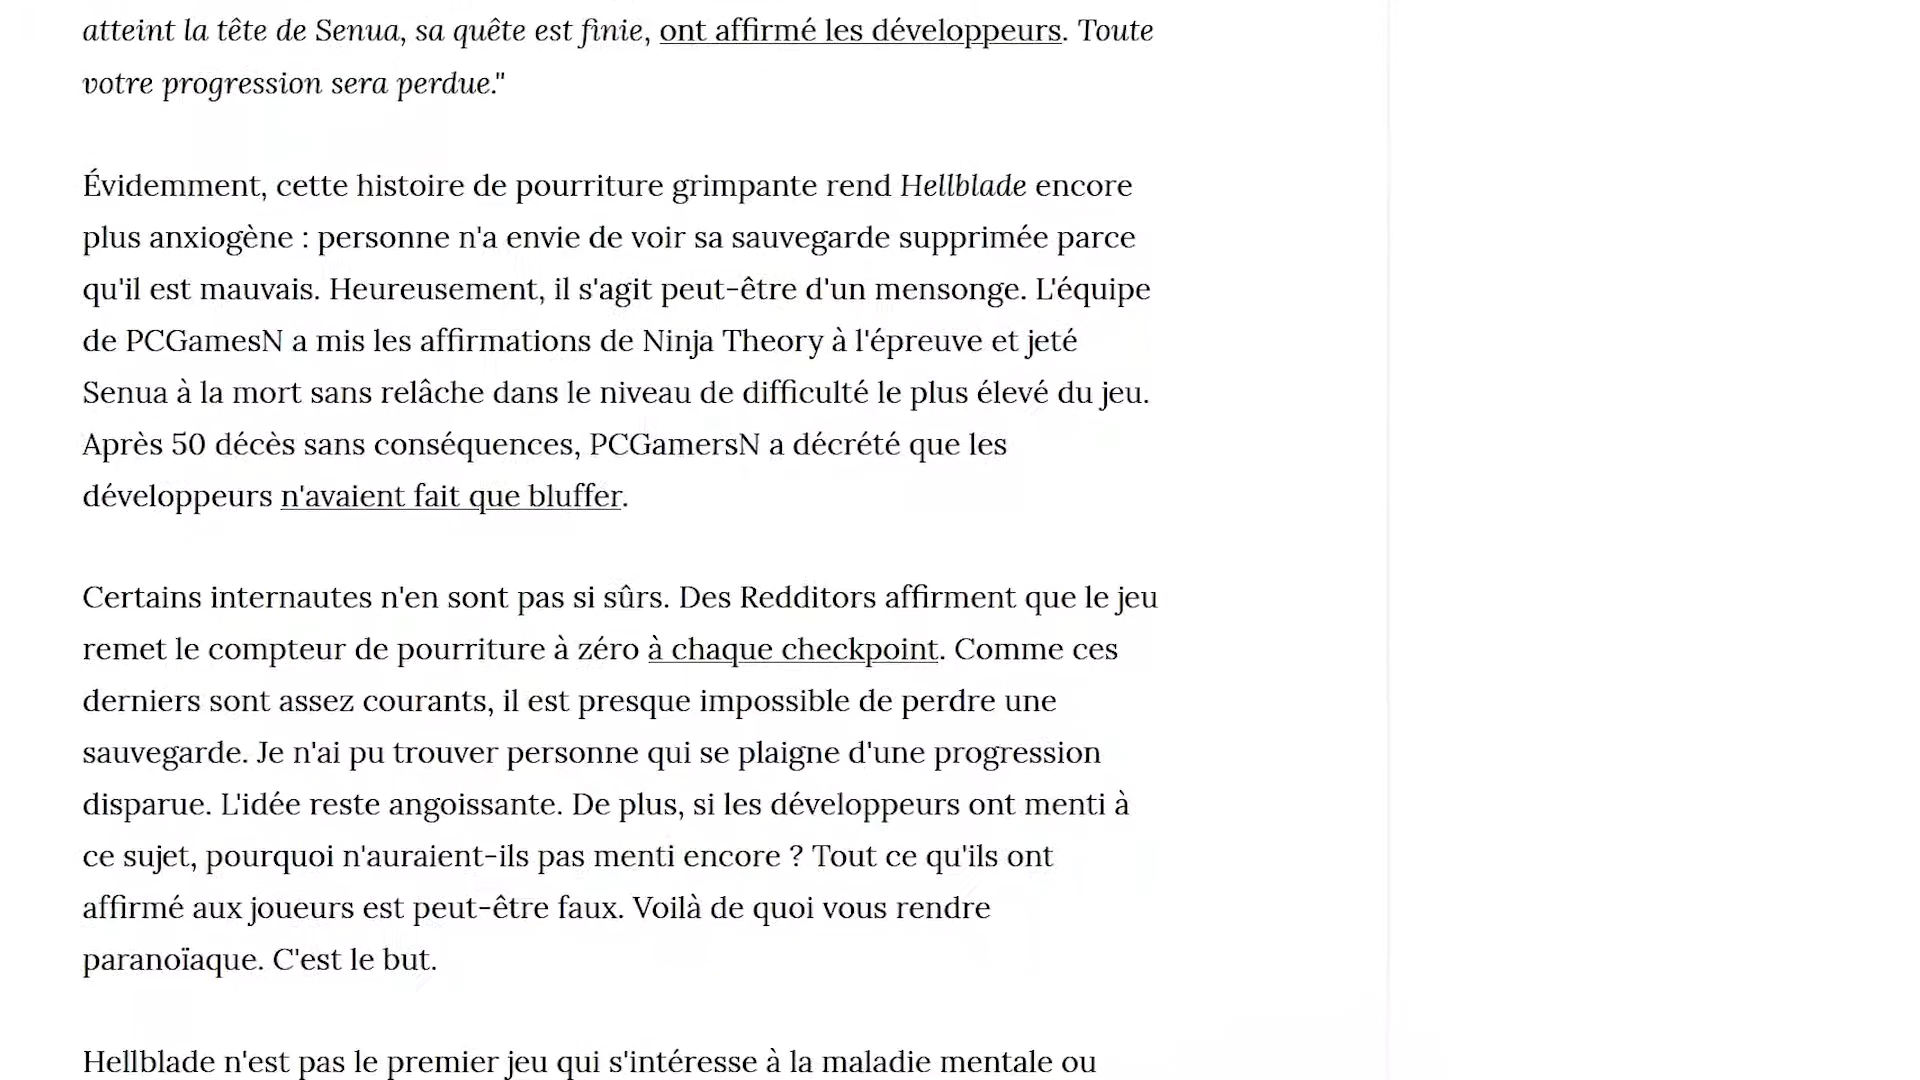 atteint la tête de Senua, sa quête est finie, ont affirmé les développeurs. Toute
votre progression sera perdue."
Évidemment, cette histoire de pourriture grimpante rend Hellblade encore
plus anxiogène : personne n'a envie de voir sa sauvegarde supprimée parce
qu'il est mauvais. Heureusement, il s'agit peut-être d'un mensonge. L'équipe
de PCGamesN a mis les affirmations de Ninja Theory à l'épreuve et jeté
Senua à la mort sans relâche dans le niveau de difficulté le plus élevé du jeu.
Après 50 décès sans conséquences, PCGamersN a décrété que les
développeurs n'avaient fait que bluffer.
Certains internautes n'en sont pas si sûrs. Des Redditors affirment que le jeu
remet le compteur de pourriture à zéro à chaque checkpoint. Comme ces
derniers sont assez courants, il est presque impossible de perdre une
sauvegarde. Je n'ai pu trouver personne qui se plaigne d'une progression
disparue. L'idée reste angoissante. De plus, si les développeurs ont menti à
ce sujet, pourquoi n'auraient-ils pas menti encore ? Tout ce qu'ils ont
affirmé aux joueurs est peut-être faux. Voilà de quoi vous rendre
paranoïaque. C'est le but.
Hellblade n'est pas le premier jeu qui s'intéresse à la maladie mentale ou